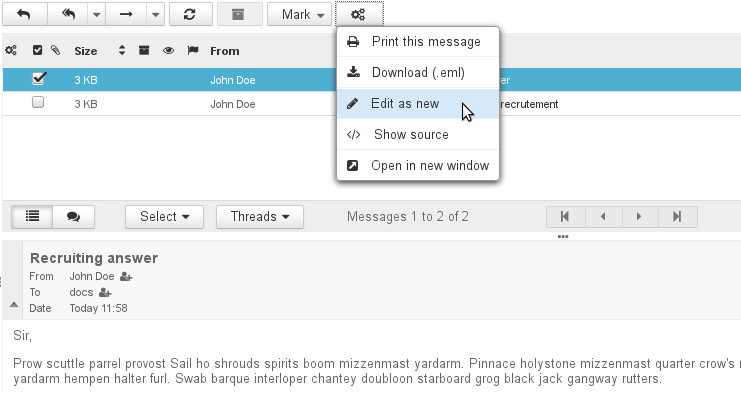 Mark
Size From
Print this message
3 KB John Doe er
Download (.eml)
3 KB John Doe recrutement
Edit as new
Show source
Open in new window
Select Threads Messages 1 to 2 of 2
Recruiting answer
From John Doe
To docs
Date Today 11:58
Sir,
Prow scuttle parrel provost Sail ho shrouds spirits boom mizzenmast yardarm. Pinnace holystone mizzenmast quarter crow's
yardarm hempen halter furl. Swab barque interloper chantey doubloon starboard grog black jack gangway rutters.